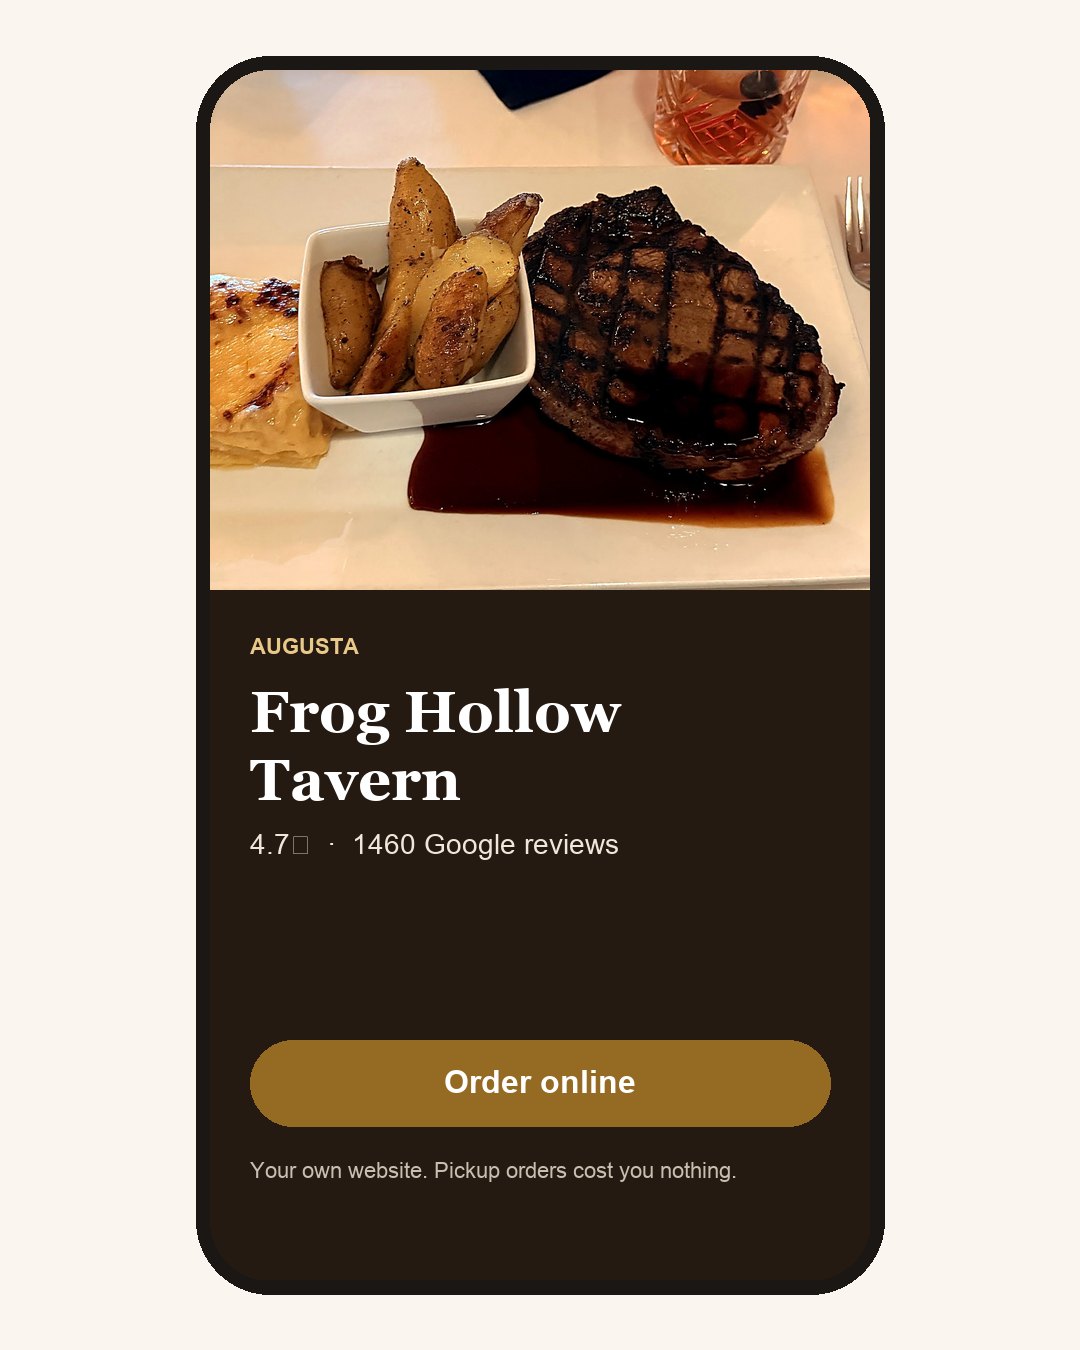 AUGUSTA
Frog Hollow
Tavern
4.7□ · 1460 Google reviews
Order online
Your own website. Pickup orders cost you nothing.